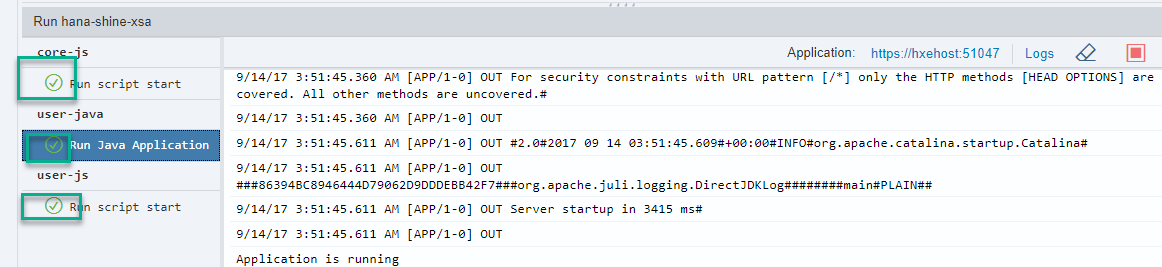 Run hana-shine-xsa
core-js
Run script start
user-java
Run Java Application
user-js
Run script start
Application: https://hxehost:51047 Logs
9/14/17 3:51:45.360 AM [APP/1-0] OUT For security constraints with URL pattern [/*] only the HTTP methods [HEAD OPTIONS] are
covered. All other methods are uncovered.#
9/14/17 3:51:45.360 AM [APP/1-0] OUT
9/14/17 3:51:45.611 AM [APP/1-0] OUT #2.0#2017 09 14 03:51:45.609#+00:00#INFO#org.apache.catalina.startup.Catalina#
9/14/17 3:51:45.611 AM [APP/1-0] OUT
###86394BC8946444D79062D9DDDEBB42F7###org.apache.juli.logging.DirectJDKLog########main#PLAIN##
9/14/17 3:51:45.611 AM [APP/1-0] OUT Server startup in 3415 ms#
9/14/17 3:51:45.611 AM [APP/1-0] OUT
Application is running